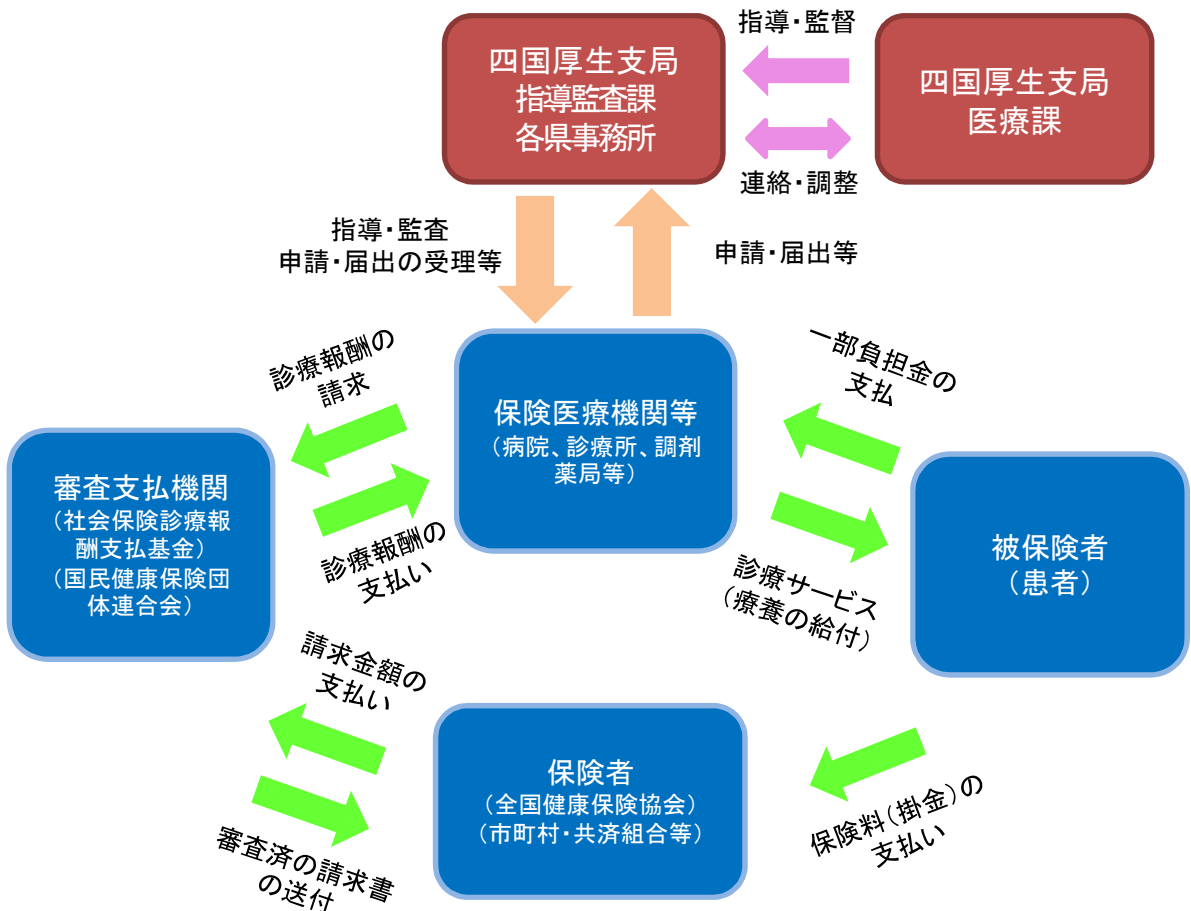 四国厚生支局
指導監査課
各県事務所
指導・監督
連絡・調整
四国厚生支局
医療課
指導・監査
申請・届出の受理等
申請・届出等
診療報酬の
請求
診療報酬の
支払い
保険医療機関等
（病院、診療所、調剤
薬局等）
一部負担金の
支払
診療サービス
（療養の給付）
審査支払機関
（社会保険診療報
酬支払基金）
（国民健康保険団
体連合会）
被保険者
（患者）
請求金額の
支払い
審査済の請求書
の送付
保険者
（全国健康保険協会）
（市町村・共済組合等）
保険料（掛金）の
支払い